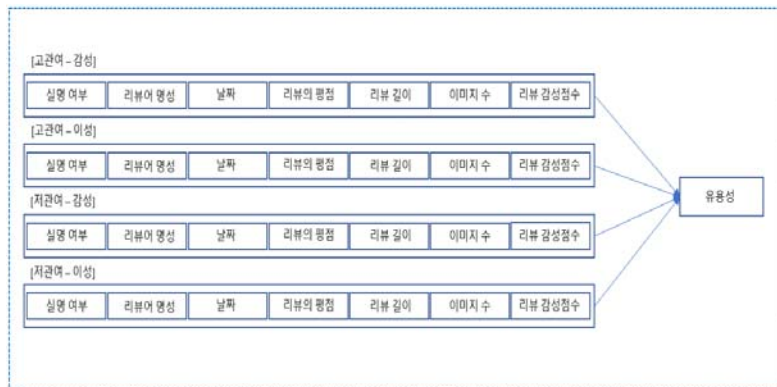 [고관여 – 감성]
실명 여부 리뷰어 명성 날짜 리뷰의 평점 리뷰 길이 이미지 수 리뷰 감성점수
[고관여 – 이성]
실명 여부 리뷰어 명성 날짜 리뷰의 평점 리뷰 길이 이미지 수 리뷰 감성점수
유용성
[저관여 – 감성]
실명 여부 리뷰어 명성 날짜 리뷰의 평점 리뷰 길이 이미지 수 리뷰 감성점수
[저관여 – 이성]
실명 여부 리뷰어 명성 날짜 리뷰의 평점 리뷰 길이 이미지 수 리뷰 감성점수